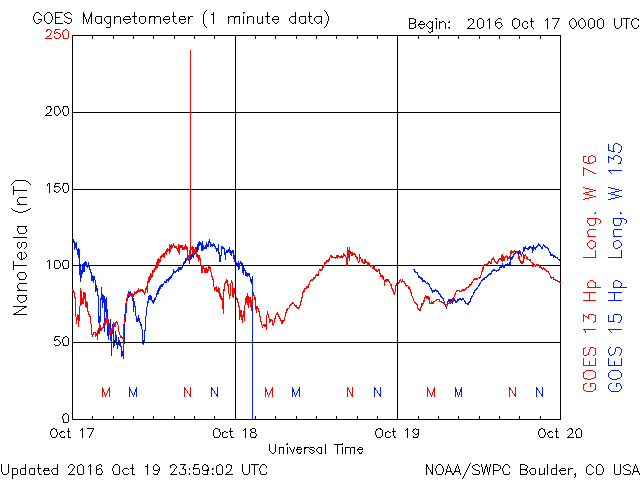 GOES Magnetometer (1 minute data)
Begin: 2016 Oct 17 0000 UTC
250
200
150
100
50
0
NanoTesla (nT)
M M N N M M N N M M N N
Oct 17 Oct 18 Oct 19 Oct 20
Universal Time
GOES 13 Hp Long. W 76
GOES 15 Hp Long. W 135
Updated 2016 Oct 19 23:59:02 UTC
NOAA/SWPC Boulder, CO USA